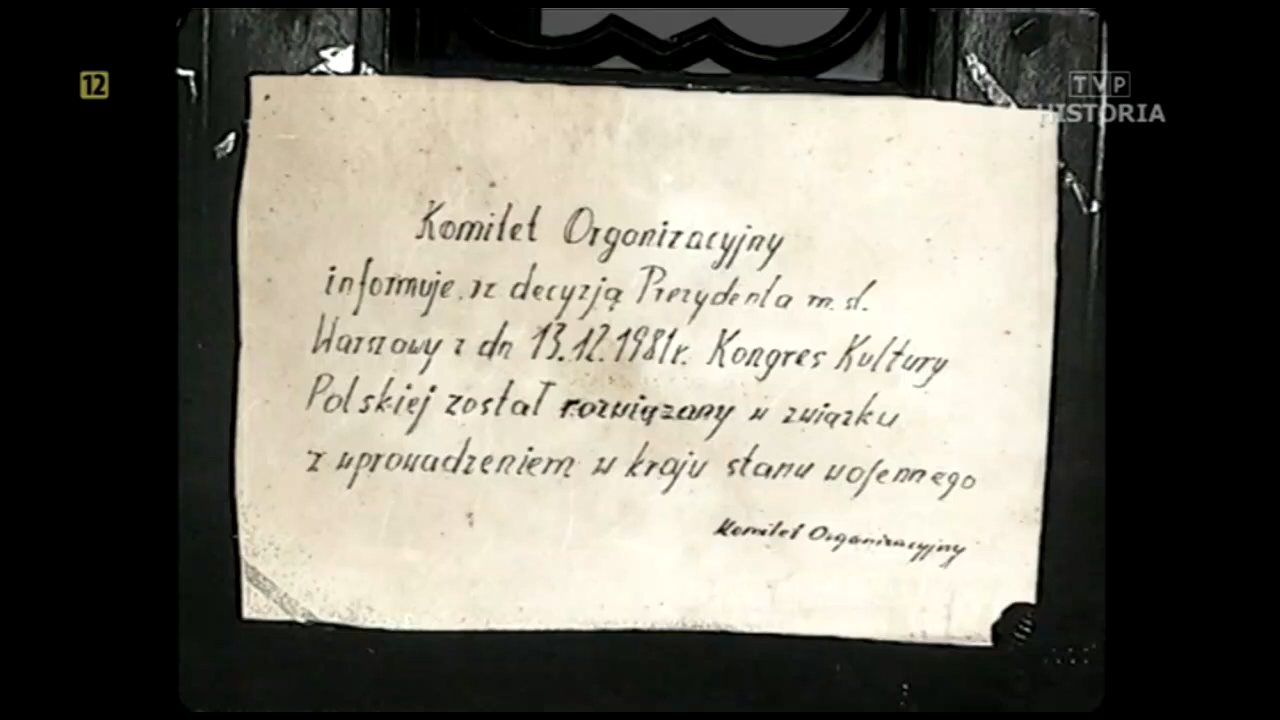 12
TVP
HISTORIA
Komitet Organizacyjny
informuje, iż decyzją Prezydenta m. st.
Warszawy z dn 13.12.1981r. Kongres Kultury
Polskiej został rozwiązany w związku
z wprowadzeniem w kraju stanu wojennego
Komitet Organizacyjny